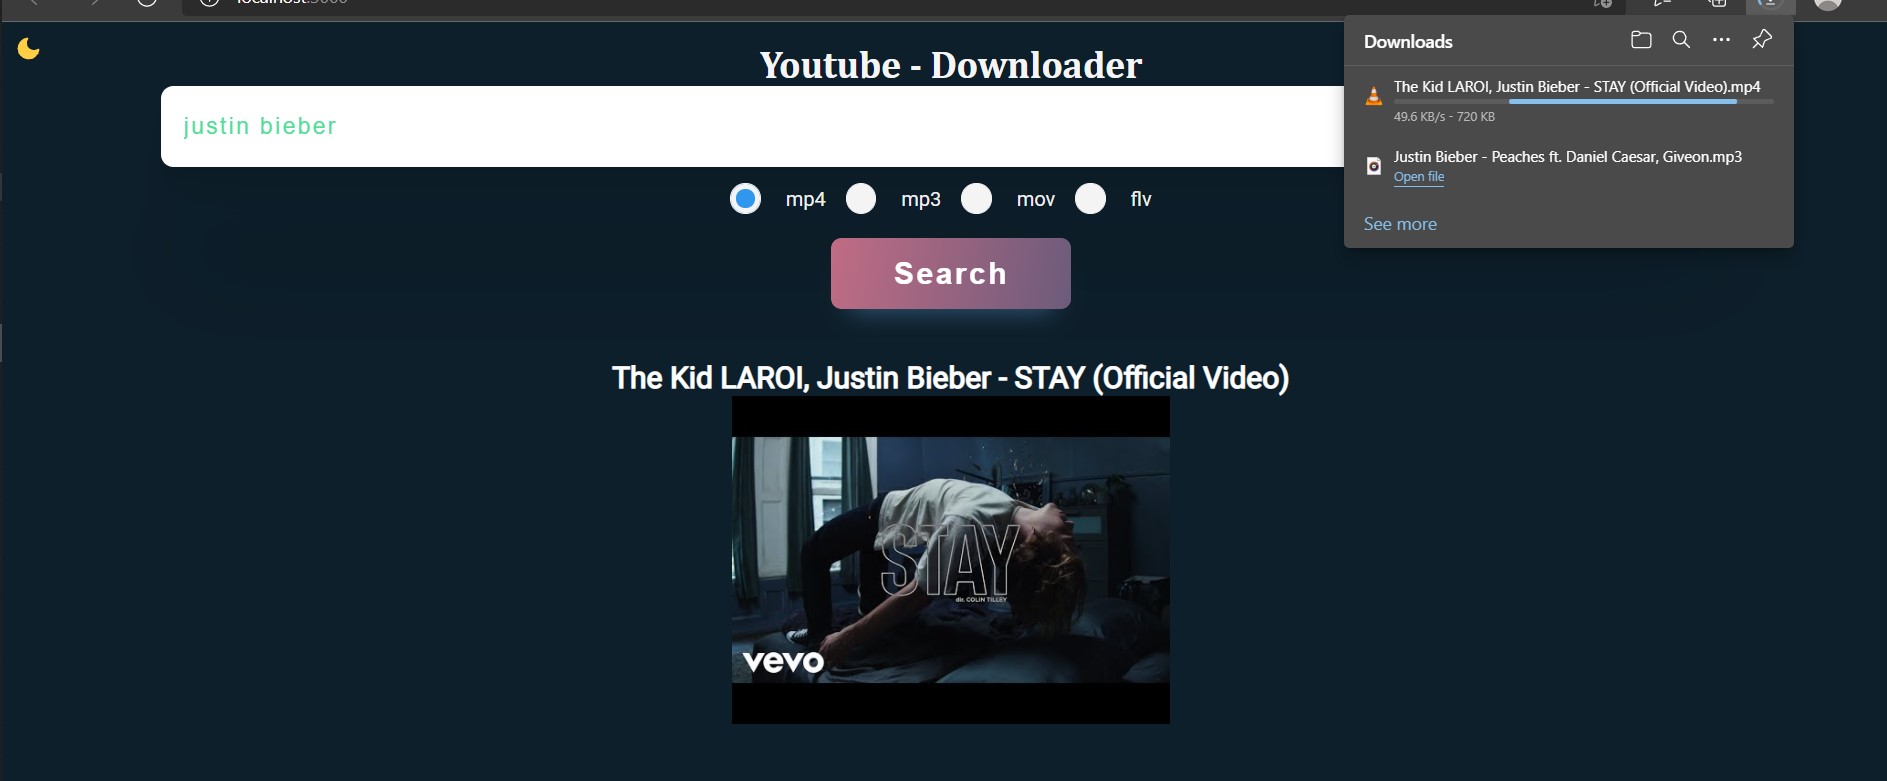 localhost:3000
Youtube - Downloader
justin bieber
mp4 mp3 mov flv
Search
The Kid LAROI, Justin Bieber - STAY (Official Video)
STAY
dir. COLIN TILLEY
vevo
Downloads
The Kid LAROI, Justin Bieber - STAY (Official Video).mp4
49.6 KB/s - 720 KB
Justin Bieber - Peaches ft. Daniel Caesar, Giveon.mp3
Open file
See more